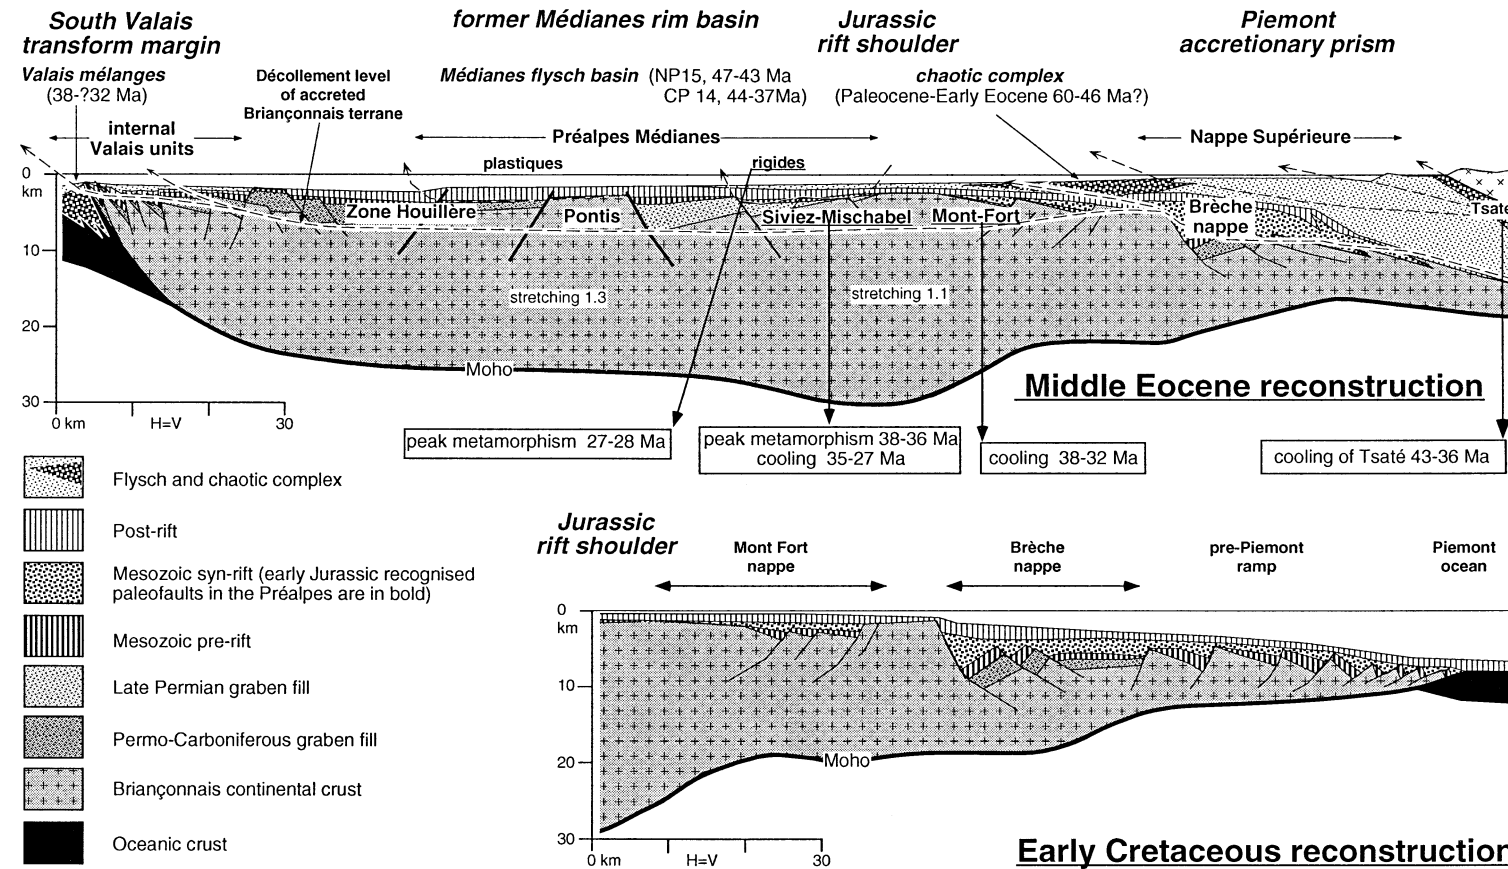 South Valais
transform margin
former Médianes rim basin
Jurassic
rift shoulder
Piemont
accretionary prism
Valais mélanges
(38-?32 Ma)
Décollement level
of accreted
Briançonnais terrane
Médianes flysch basin (NP15, 47-43 Ma
CP 14, 44-37Ma)
chaotic complex
(Paleocene-Early Eocene 60-46 Ma?)
internal
Valais units
Préalpes Médianes
Nappe Supérieure
plastiques
rigides
0
km
10
20
30
Zone Houillère
Pontis
Siviez-Mischabel
Mont-Fort
Brèche
nappe
Tsaté
stretching 1.3
stretching 1.1
Moho
Middle Eocene reconstruction
0 km
H=V
30
peak metamorphism 27-28 Ma
peak metamorphism 38-36 Ma
cooling 35-27 Ma
cooling 38-32 Ma
cooling of Tsaté 43-36 Ma
Flysch and chaotic complex
Post-rift
Mesozoic syn-rift (early Jurassic recognised
paleofaults in the Préalpes are in bold)
Mesozoic pre-rift
Late Permian graben fill
Permo-Carboniferous graben fill
Briançonnais continental crust
Oceanic crust
Jurassic
rift shoulder
Mont Fort
nappe
Brèche
nappe
pre-Piemont
ramp
Piemont
ocean
0
km
10
20
30
Moho
0 km
H=V
30
Early Cretaceous reconstruction